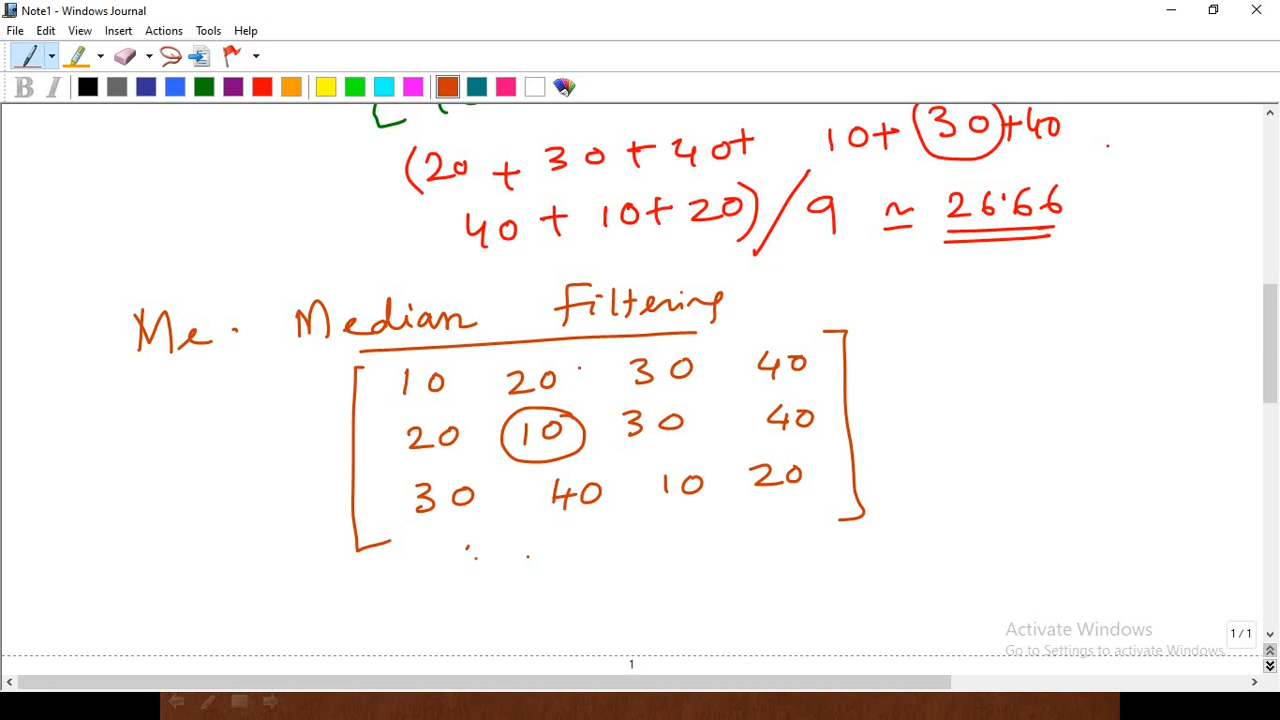 Note1 - Windows Journal
File Edit View Insert Actions Tools Help
B I
(20 + 30 + 40+ 10+ 30 +40
40 + 10+ 20) / 9 ≃ 26.66
Me. Median Filtering
10 20 30 40
20 10 30 40
30 40 10 20
Activate Windows
Go to Settings to activate Windows.
1/1
1